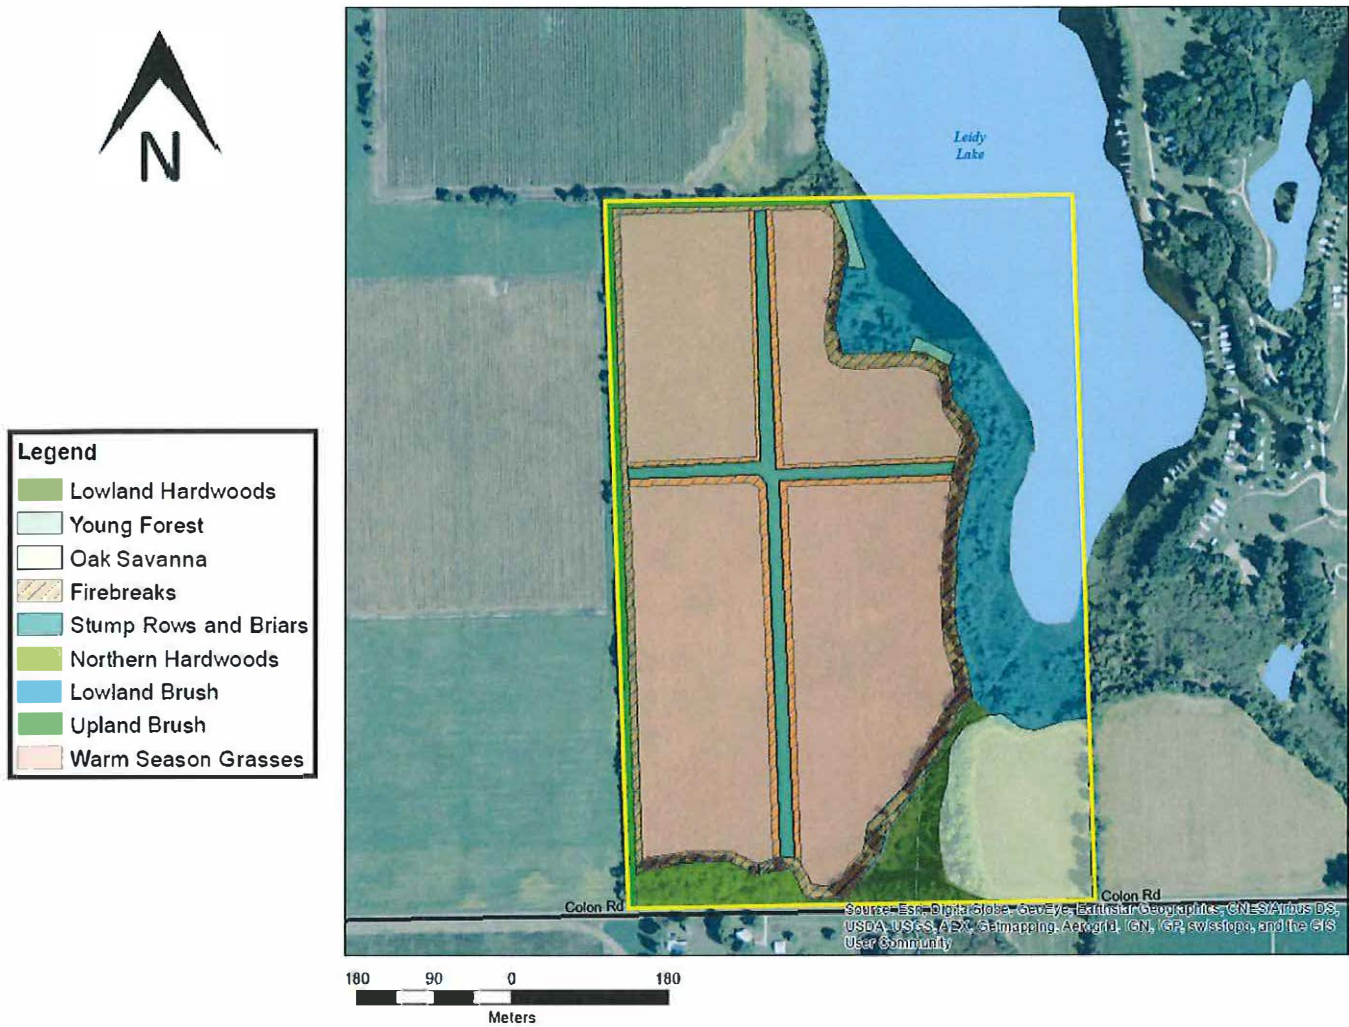 N
Leidy
Lake
Legend
Lowland Hardwoods
Young Forest
Oak Savanna
Firebreaks
Stump Rows and Briars
Northern Hardwoods
Lowland Brush
Upland Brush
Warm Season Grasses
Colon Rd
Colon Rd
Source: Esri, DigitalGlobe, GeoEye, Earthstar Geographics, CNES/Airbus DS,
USDA, USGS, AEX, Getmapping, Aerogrid, IGN, IGP, swisstopo, and the GIS
User Community
180 90 0 180
Meters